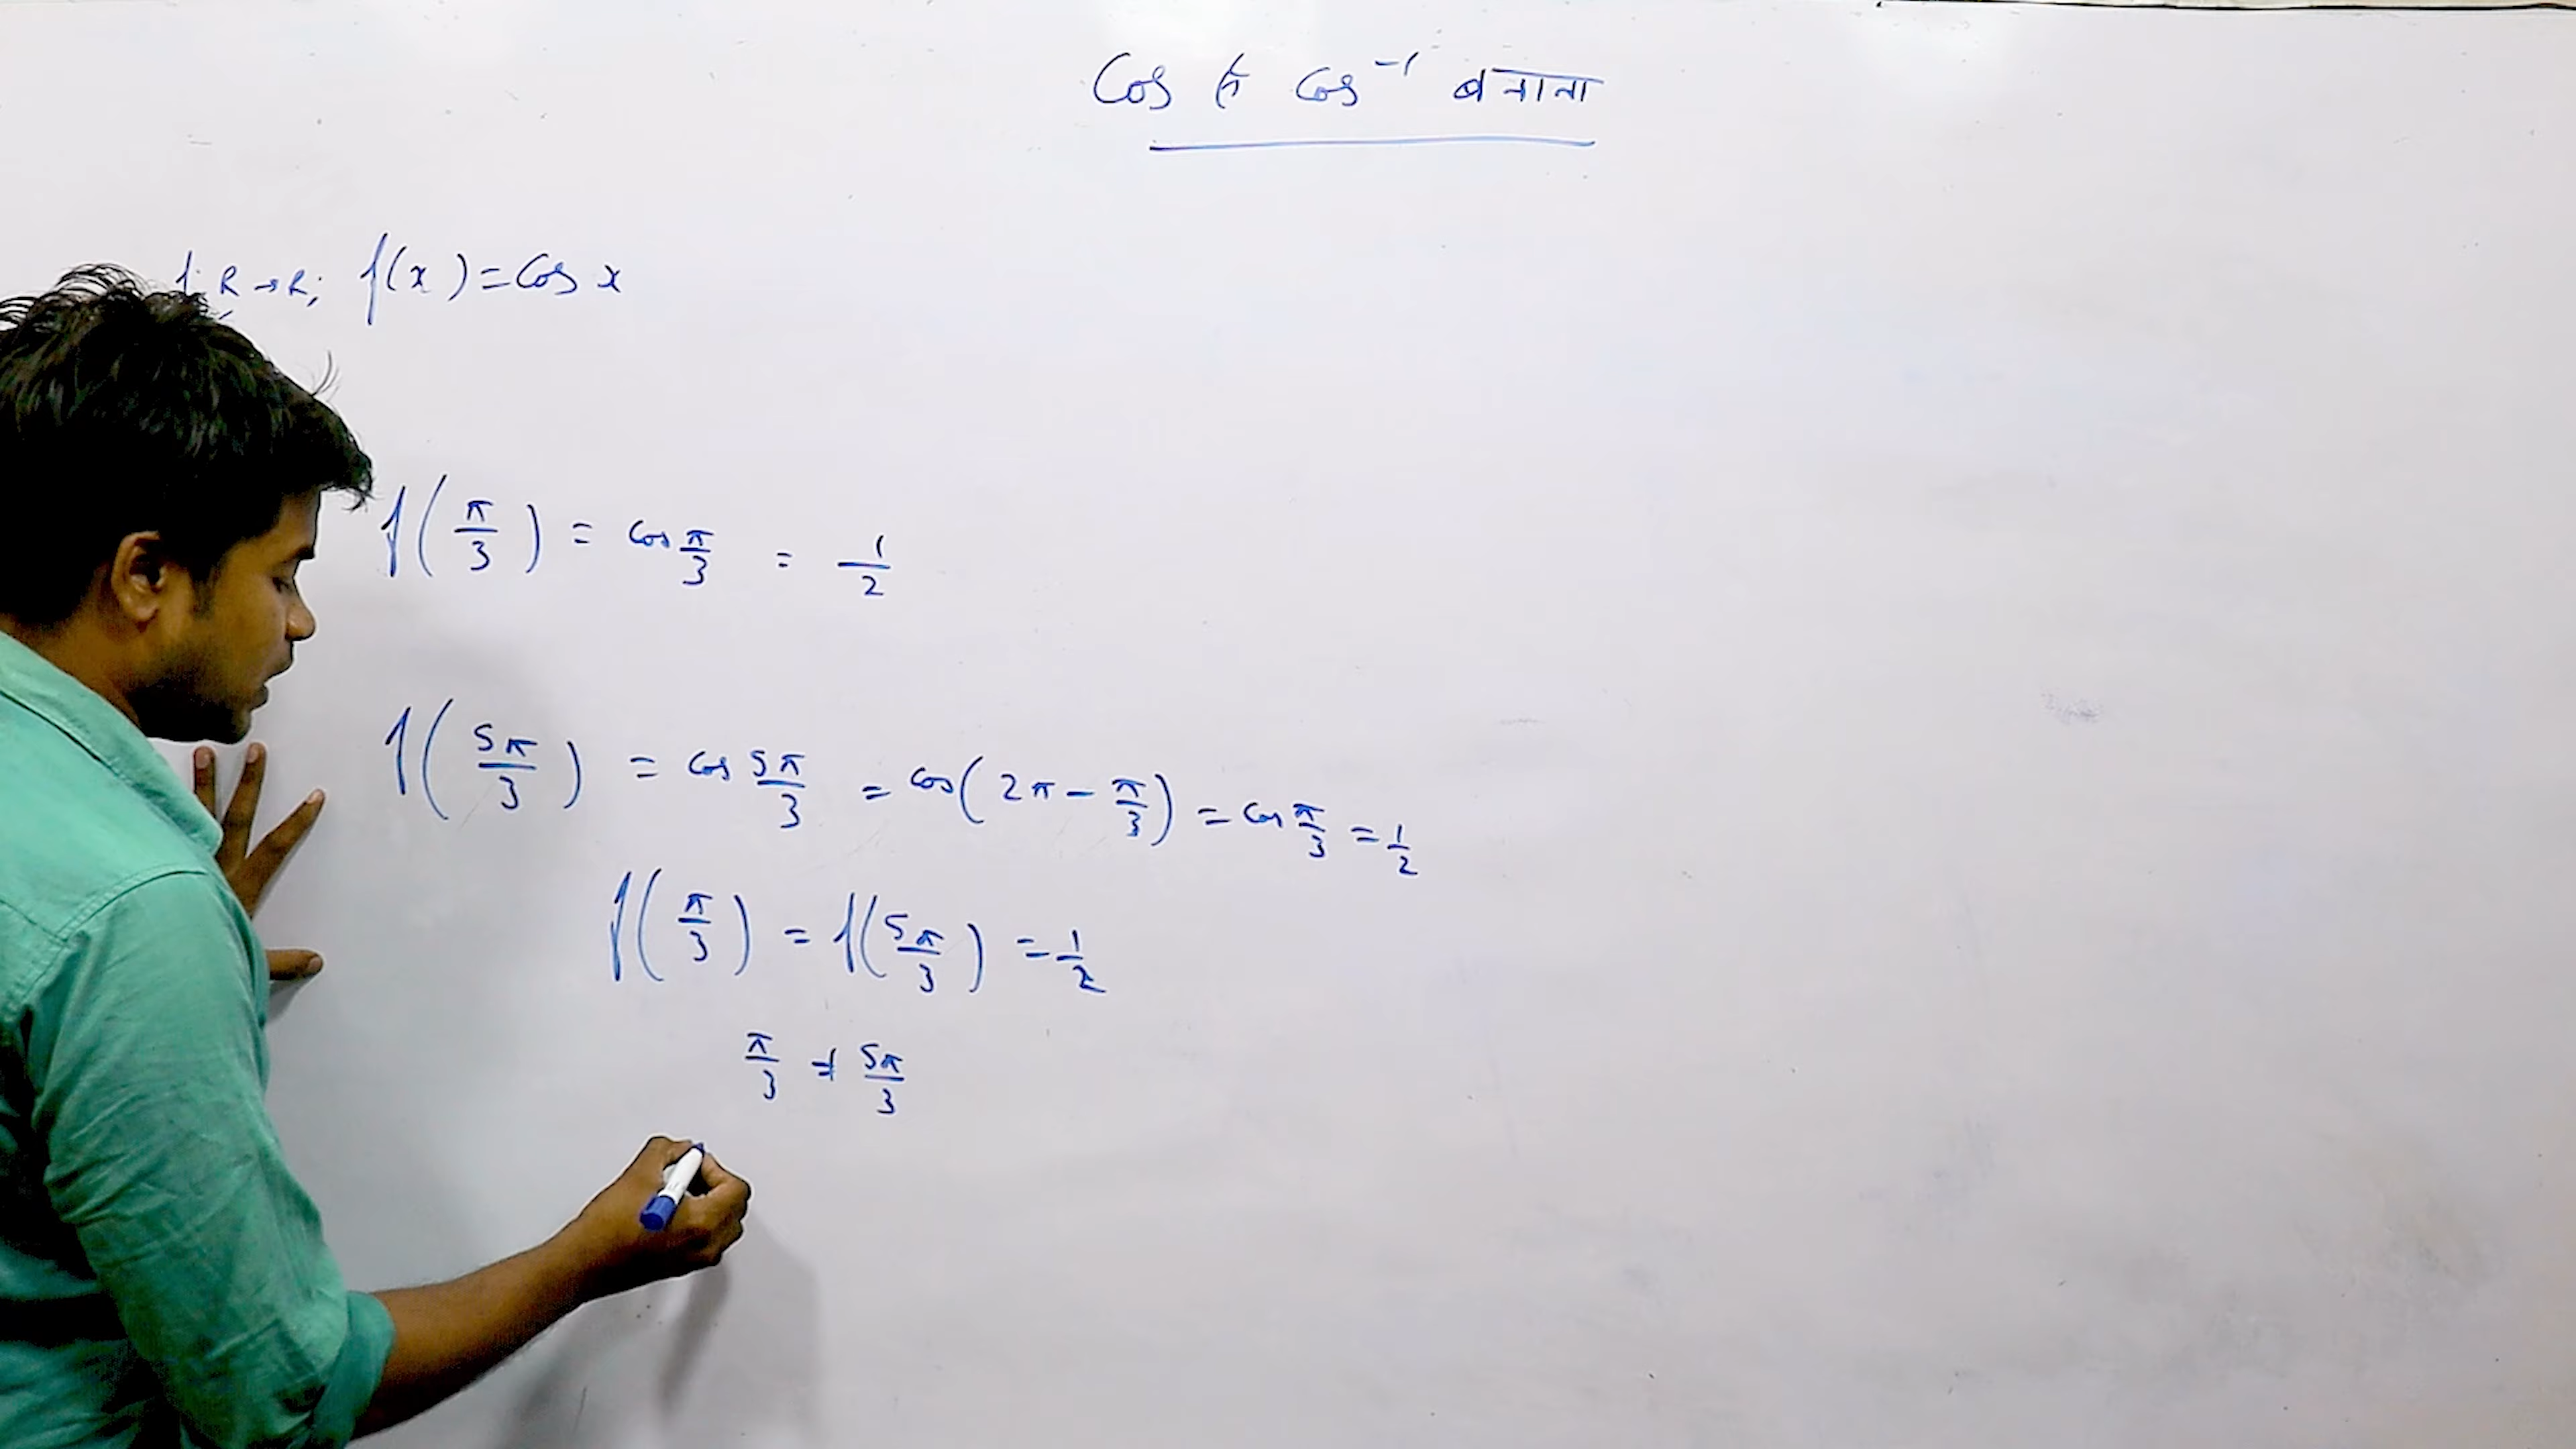 Cos से Cos⁻¹ बनाना
f: R → R; f(x) = Cos x
f(π/3) = cos π/3 = 1/2
f(5π/3) = cos 5π/3 = cos(2π - π/3) = cos π/3 = 1/2
f(π/3) = f(5π/3) = 1/2
π/3 ≠ 5π/3